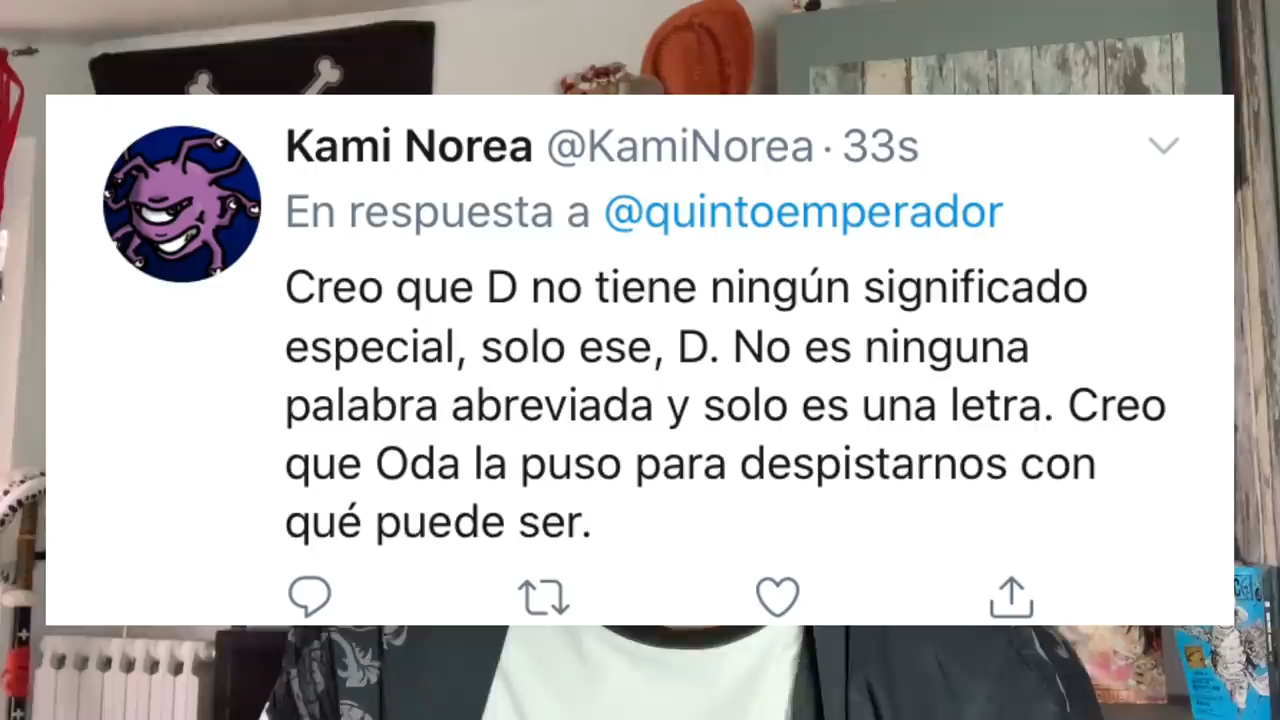 Kami Norea @KamiNorea · 33s
En respuesta a @quintoemperador
Creo que D no tiene ningún significado
especial, solo ese, D. No es ninguna
palabra abreviada y solo es una letra. Creo
que Oda la puso para despistarnos con
qué puede ser.